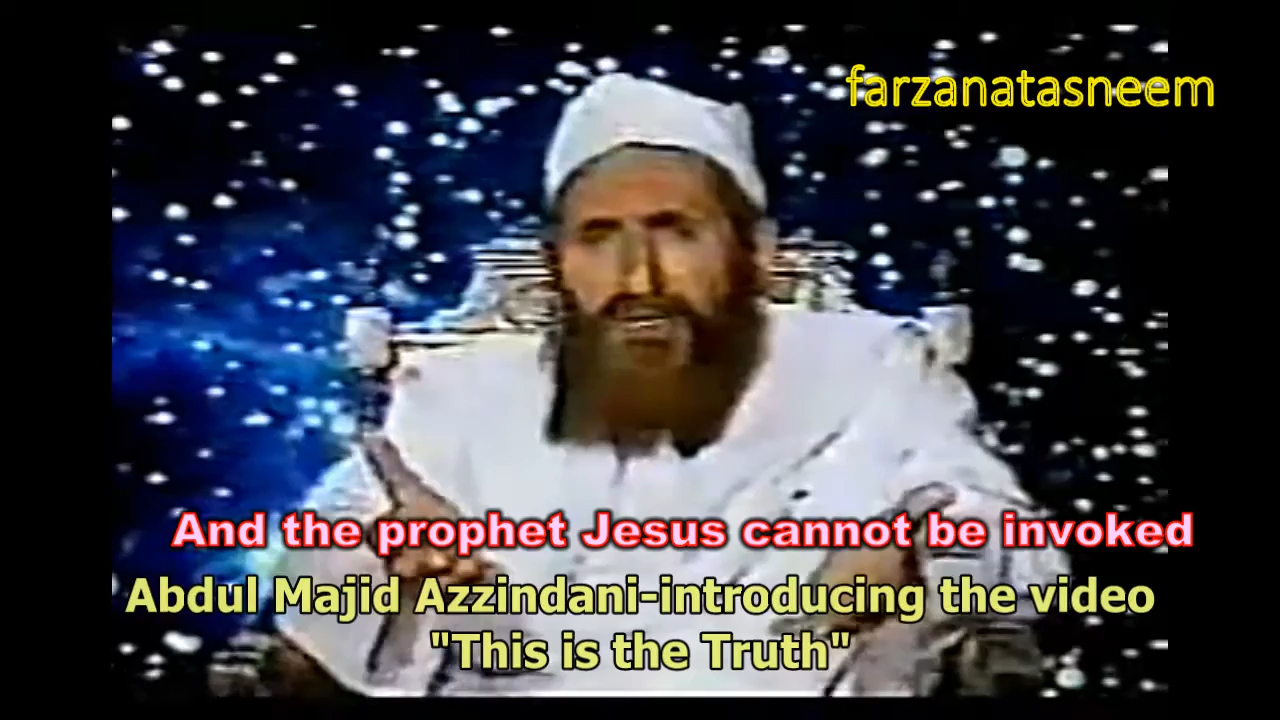 farzanatasneem
And the prophet Jesus cannot be invoked
Abdul Majid Azzindani-introducing the video
"This is the Truth"